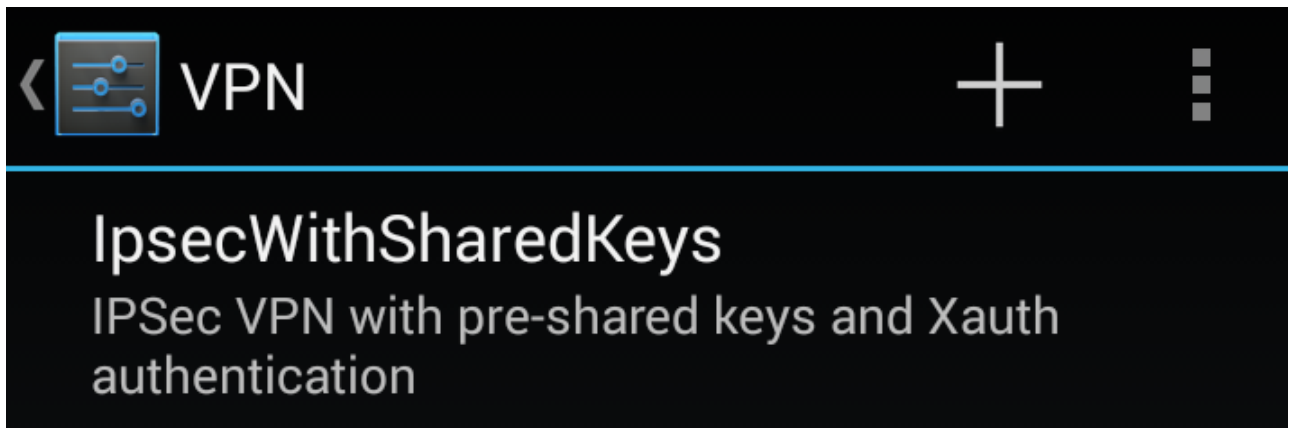 VPN
IpsecWithSharedKeys
IPSec VPN with pre-shared keys and Xauth
authentication